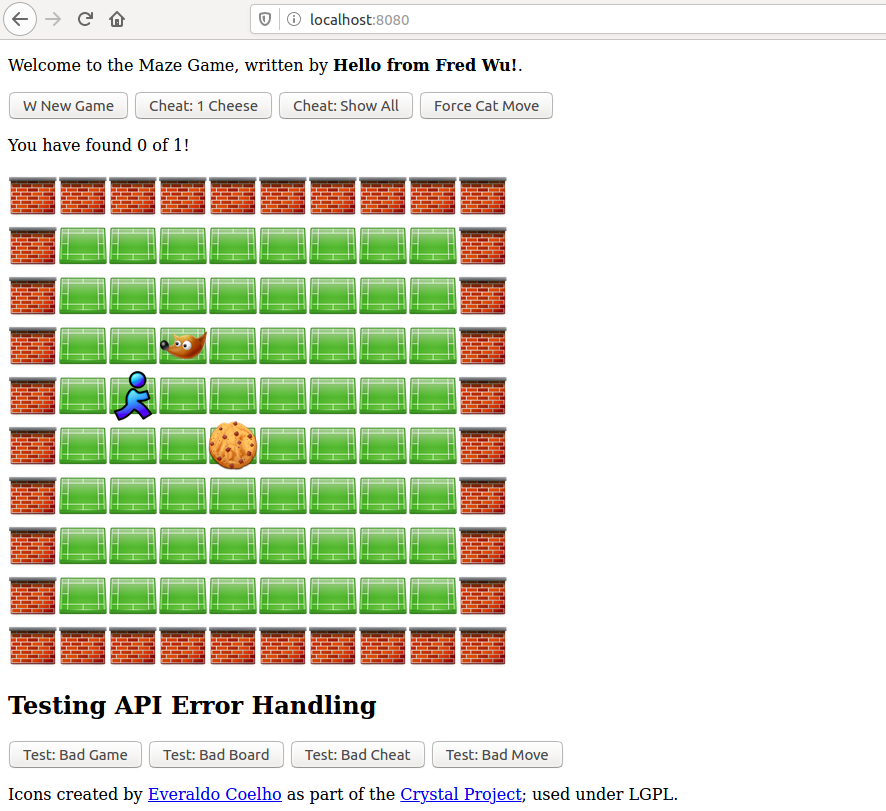 localhost:8080
Welcome to the Maze Game, written by Hello from Fred Wu!.
W New Game Cheat: 1 Cheese Cheat: Show All Force Cat Move
You have found 0 of 1!
Testing API Error Handling
Test: Bad Game Test: Bad Board Test: Bad Cheat Test: Bad Move
Icons created by Everaldo Coelho as part of the Crystal Project; used under LGPL.